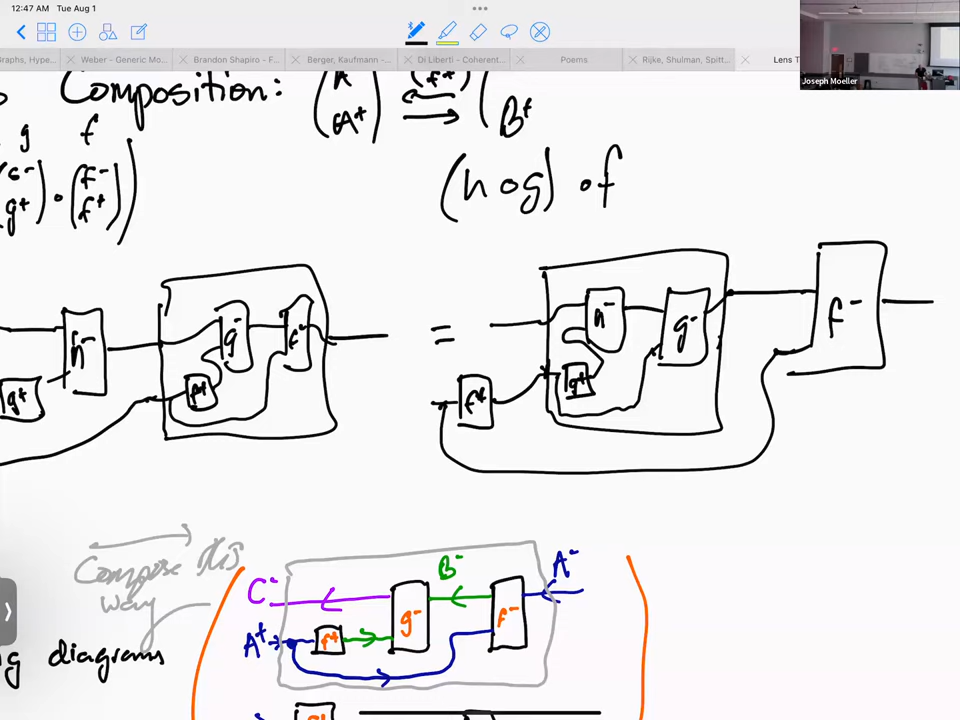 12:47 AM Tue Aug 1
Graphs, Hype...
Weber - Generic Mo...
Brandon Shapiro - F...
Berger, Kaufmann -...
Di Liberti - Coherent...
Poems
Rijke, Shulman, Spitt...
Lens T
Joseph Moeller
Composition:
A⁺
B⁺
g f
g⁺ ∘ f⁻
f⁺
(h∘g)∘f
h⁻
g⁺
g⁻
f⁻
f⁺
=
h⁻
g⁻
g⁺
f⁺
f⁻
Compose this
way
C⁻
B⁻
A⁻
A⁺
f⁺
g⁻
f⁻
diagrams